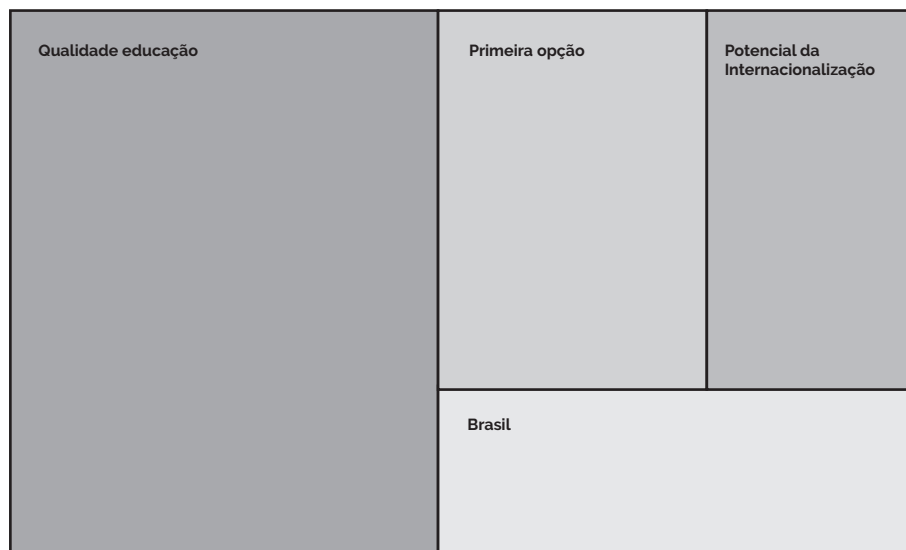 Qualidade educação
Primeira opção
Potencial da
Internacionalização
Brasil